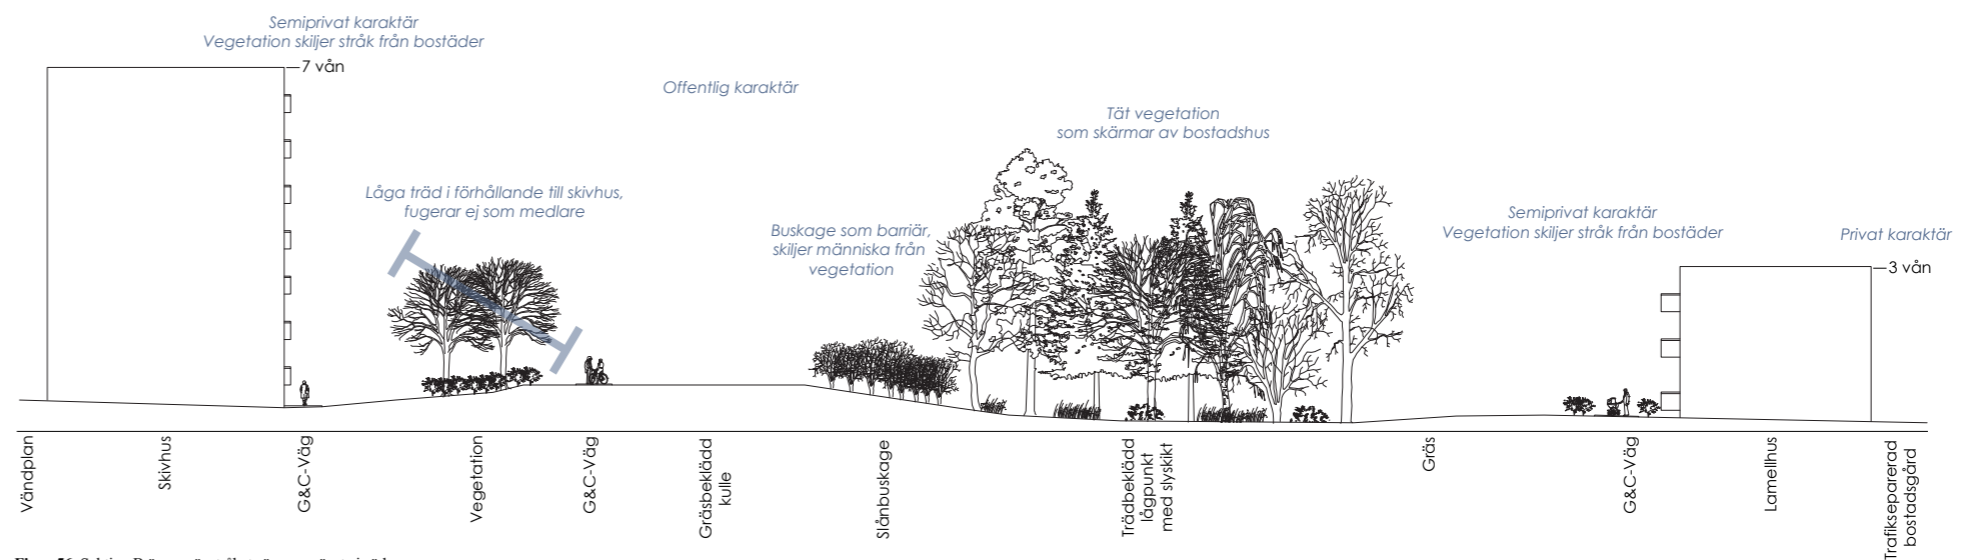 Semiprivat karaktär
Vegetation skiljer stråk från bostäder
7 vån
Offentlig karaktär
Tät vegetation
som skärmar av bostadshus
Låga träd i förhållande till skivhus,
fugerar ej som medlare
Buskage som barriär,
skiljer människa från
vegetation
Semiprivat karaktär
Vegetation skiljer stråk från bostäder
Privat karaktär
3 vån
Vändplan
Skivhus
G&C-Väg
Vegetation
G&C-Väg
Gräsbeklädd
kulle
Slånbuskage
Trädbeklädd
lågpunkt
med slyskikt
Gräs
G&C-Väg
Lamellhus
Trafikseparerad
bostadsgård